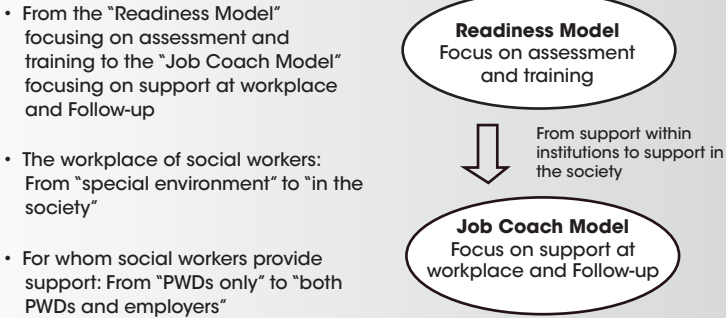 • From the “Readiness Model”
focusing on assessment and
training to the “Job Coach Model”
focusing on support at workplace
and Follow-up
• The workplace of social workers:
From “special environment” to “in the
society”
• For whom social workers provide
support: From “PWDs only” to “both
PWDs and employers”
Readiness Model
Focus on assessment
and training
From support within
institutions to support in
the society
Job Coach Model
Focus on support at
workplace and Follow-up